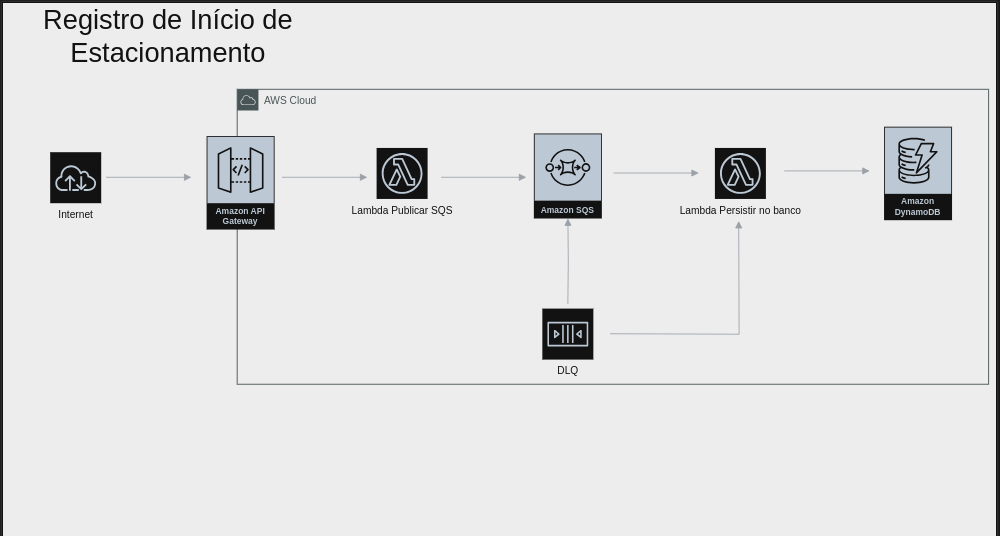 Registro de Início de
Estacionamento
AWS Cloud
Internet
Amazon API
Gateway
Lambda Publicar SQS
Amazon SQS
Lambda Persistir no banco
Amazon
DynamoDB
DLQ